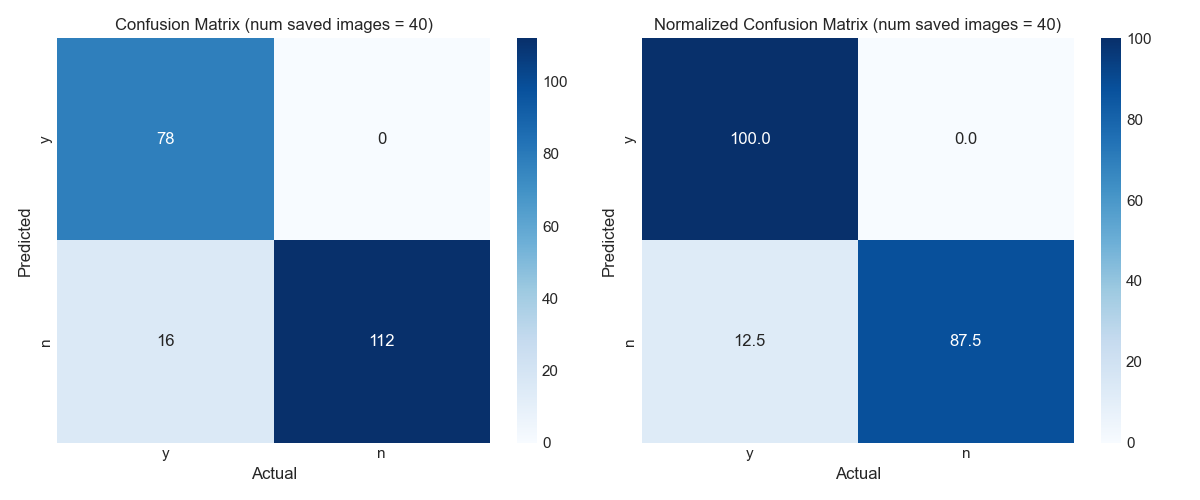 Confusion Matrix (num saved images = 40)
y
n
Predicted
78
0
16
112
y
n
Actual
100
80
60
40
20
0
Normalized Confusion Matrix (num saved images = 40)
y
n
Predicted
100.0
0.0
12.5
87.5
y
n
Actual
100
80
60
40
20
0